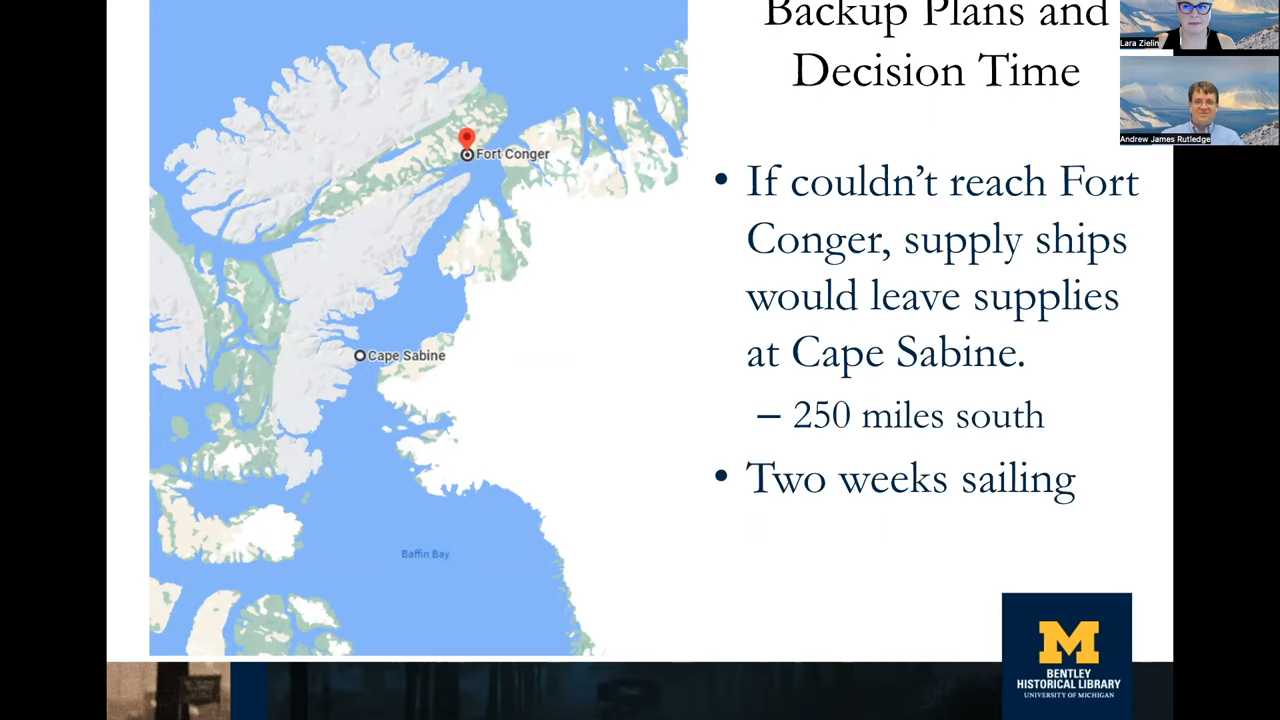 Backup Plans and
Decision Time
Lara Zielin
Andrew James Rutledge
Fort Conger
Cape Sabine
Baffin Bay
• If couldn’t reach Fort
Conger, supply ships
would leave supplies
at Cape Sabine.
– 250 miles south
• Two weeks sailing
M
BENTLEY
HISTORICAL LIBRARY
UNIVERSITY OF MICHIGAN